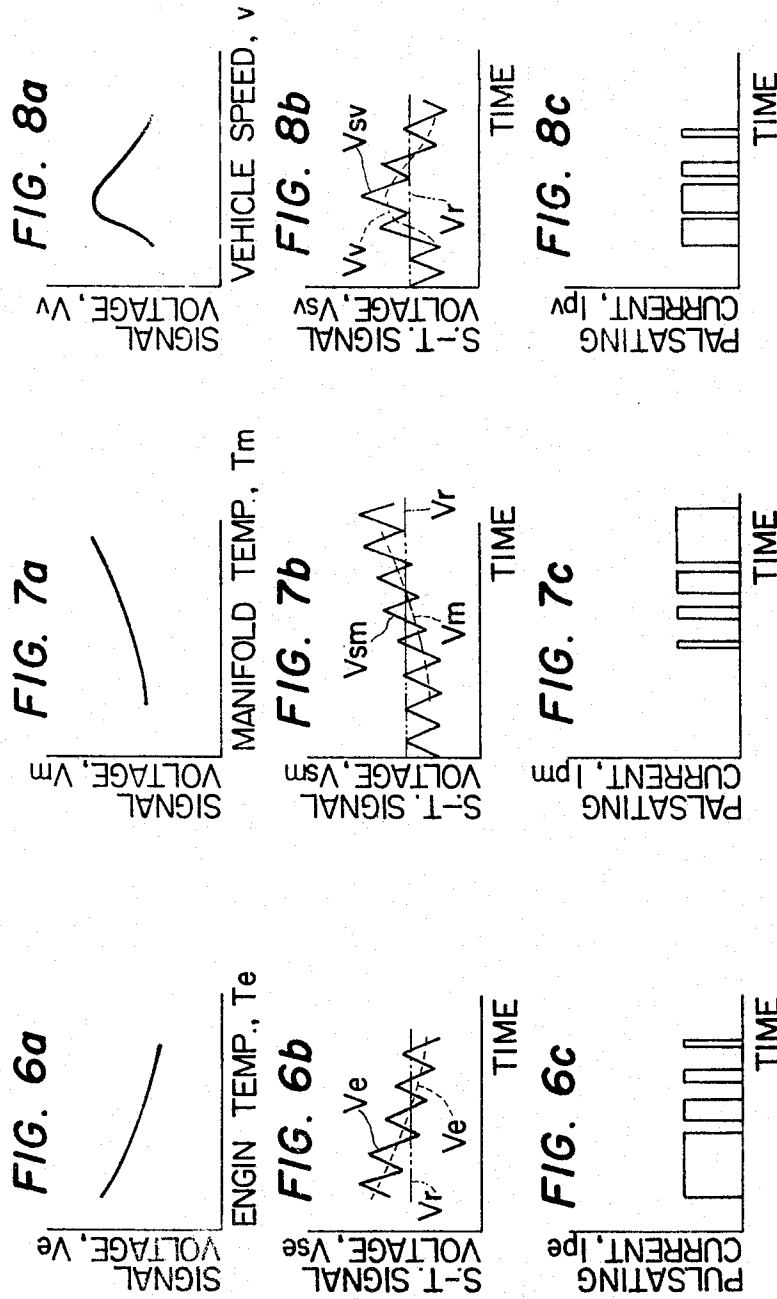 FIG. 6a
SIGNAL
VOLTAGE, Ve
ENGIN TEMP., Te
FIG. 6b
S.-T. SIGNAL
VOLTAGE, Vse
Vr
Ve
Ve
TIME
FIG. 6c
PULSATING
CURRENT, Ipe
TIME
FIG. 7a
SIGNAL
VOLTAGE, Vm
MANIFOLD TEMP., Tm
FIG. 7b
S.-T. SIGNAL
VOLTAGE, Vsm
Vsm
Vm
Vr
TIME
FIG. 7c
PALSATING
CURRENT, Ipm
TIME
FIG. 8a
SIGNAL
VOLTAGE, Vv
VEHICLE SPEED, v
FIG. 8b
S.-T. SIGNAL
VOLTAGE, Vsv
Vv
Vsv
Vr
TIME
FIG. 8c
PALSATING
CURRENT, Ipv
TIME